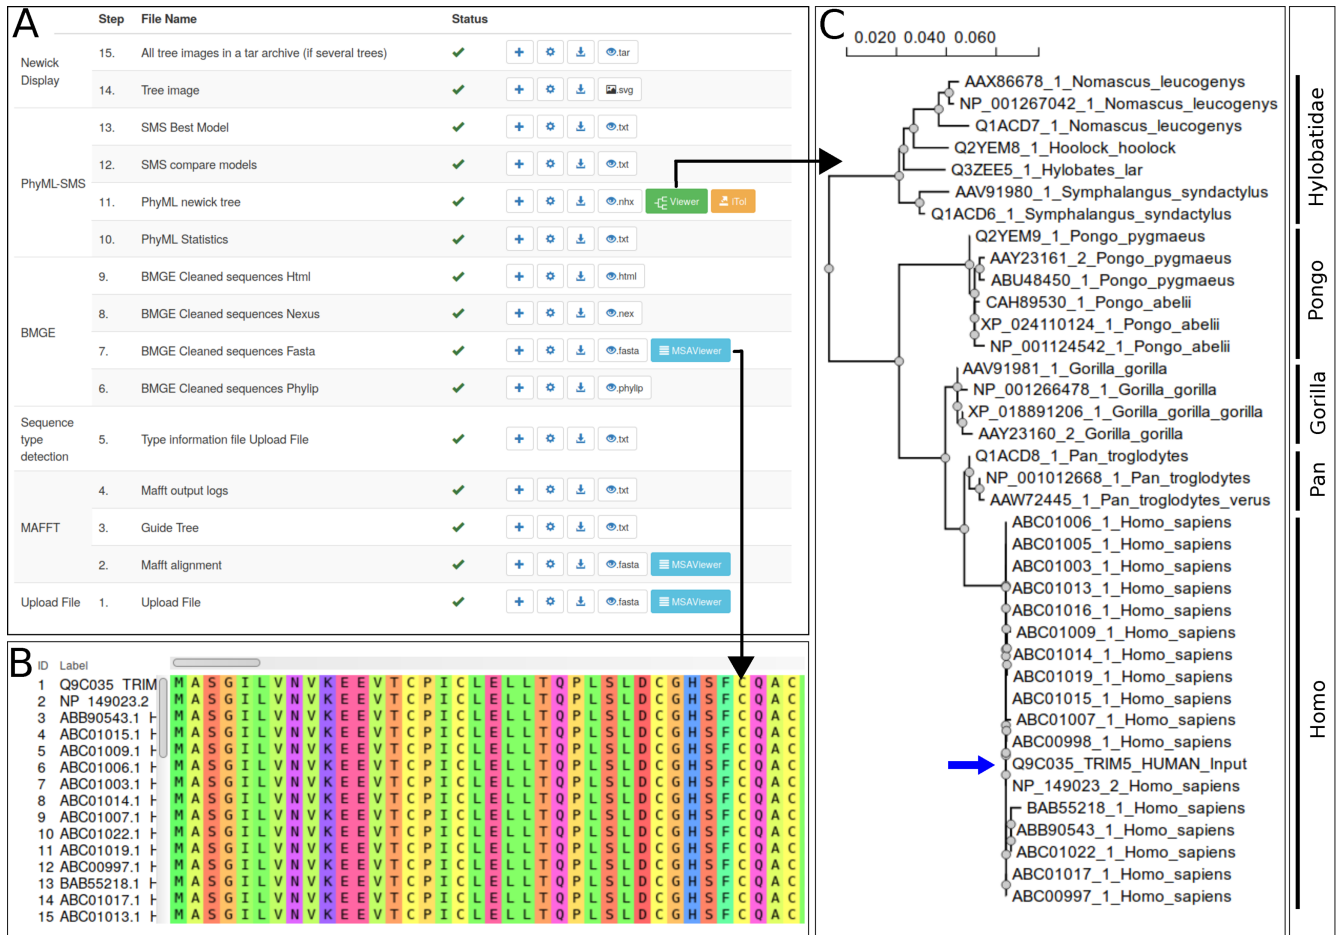 A
Step File Name Status
Newick Display
15. All tree images in a tar archive (if several trees) .tar
14. Tree image .svg
PhyML-SMS
13. SMS Best Model .txt
12. SMS compare models .txt
11. PhyML newick tree .nhx Viewer iTol
10. PhyML Statistics .txt
BMGE
9. BMGE Cleaned sequences Html .html
8. BMGE Cleaned sequences Nexus .nex
7. BMGE Cleaned sequences Fasta .fasta MSAViewer
6. BMGE Cleaned sequences Phylip .phylip
Sequence type detection
5. Type information file Upload File .txt
MAFFT
4. Mafft output logs .txt
3. Guide Tree .txt
2. Mafft alignment .fasta MSAViewer
Upload File 1. Upload File .fasta MSAViewer
B
ID Label
1 Q9C035 TRIM M A S G I L V N V K E E V T C P I C L E L L T Q P L S L D C G H S F C Q A C
2 NP 149023.2 M A S G I L V N V K E E V T C P I C L E L L T Q P L S L D C G H S F C Q A C
3 ABB90543.1 H M A S G I L V N V K E E V T C P I C L E L L T Q P L S L D C G H S F C Q A C
4 ABC01015.1 H M A S G I L V N V K E E V T C P I C L E L L T Q P L S L D C G H S F C Q A C
5 ABC01009.1 H M A S G I L V N V K E E V T C P I C L E L L T Q P L S L D C G H S F C Q A C
6 ABC01006.1 H M A S G I L V N V K E E V T C P I C L E L L T Q P L S L D C G H S F C Q A C
7 ABC01003.1 H M A S G I L V N V K E E V T C P I C L E L L T Q P L S L D C G H S F C Q A C
8 ABC01014.1 H M A S G I L V N V K E E V T C P I C L E L L T Q P L S L D C G H S F C Q A C
9 ABC01007.1 H M A S G I L V N V K E E V T C P I C L E L L T Q P L S L D C G H S F C Q A C
10 ABC01022.1 H M A S G I L V N V K E E V T C P I C L E L L T Q P L S L D C G H S F C Q A C
11 ABC01019.1 H M A S G I L V N V K E E V T C P I C L E L L T Q P L S L D C G H S F C Q A C
12 ABC00997.1 H M A S G I L V N V K E E V T C P I C L E L L T Q P L S L D C G H S F C Q A C
13 BAB55218.1 H M A S G I L V N V K E E V T C P I C L E L L T Q P L S L D C G H S F C Q A C
14 ABC01017.1 H M A S G I L V N V K E E V T C P I C L E L L T Q P L S L D C G H S F C Q A C
15 ABC01013.1 H M A S G I L V N V K E E V T C P I C L E L L T Q P L S L D C G H S F C Q A C
C
0.020 0.040 0.060
AAX86678_1_Nomascus_leucogenys
NP_001267042_1_Nomascus_leucogenys
Q1ACD7_1_Nomascus_leucogenys
Q2YEM8_1_Hoolock_hoolock
Q3ZEE5_1_Hylobates_lar
AAV91980_1_Symphalangus_syndactylus
Q1ACD6_1_Symphalangus_syndactylus
Q2YEM9_1_Pongo_pygmaeus
AAY23161_2_Pongo_pygmaeus
ABU48450_1_Pongo_pygmaeus
CAH89530_1_Pongo_abelii
XP_024110124_1_Pongo_abelii
NP_001124542_1_Pongo_abelii
AAV91981_1_Gorilla_gorilla
NP_001266478_1_Gorilla_gorilla
XP_018891206_1_Gorilla_gorilla_gorilla
AAY23160_2_Gorilla_gorilla
Q1ACD8_1_Pan_troglodytes
NP_001012668_1_Pan_troglodytes
AAW72445_1_Pan_troglodytes_verus
ABC01006_1_Homo_sapiens
ABC01005_1_Homo_sapiens
ABC01003_1_Homo_sapiens
ABC01013_1_Homo_sapiens
ABC01016_1_Homo_sapiens
ABC01009_1_Homo_sapiens
ABC01014_1_Homo_sapiens
ABC01019_1_Homo_sapiens
ABC01015_1_Homo_sapiens
ABC01007_1_Homo_sapiens
ABC00998_1_Homo_sapiens
Q9C035_TRIM5_HUMAN_Input
NP_149023_2_Homo_sapiens
BAB55218_1_Homo_sapiens
ABB90543_1_Homo_sapiens
ABC01022_1_Homo_sapiens
ABC01017_1_Homo_sapiens
ABC00997_1_Homo_sapiens
Hylobatidae
Pongo
Gorilla
Pan
Homo